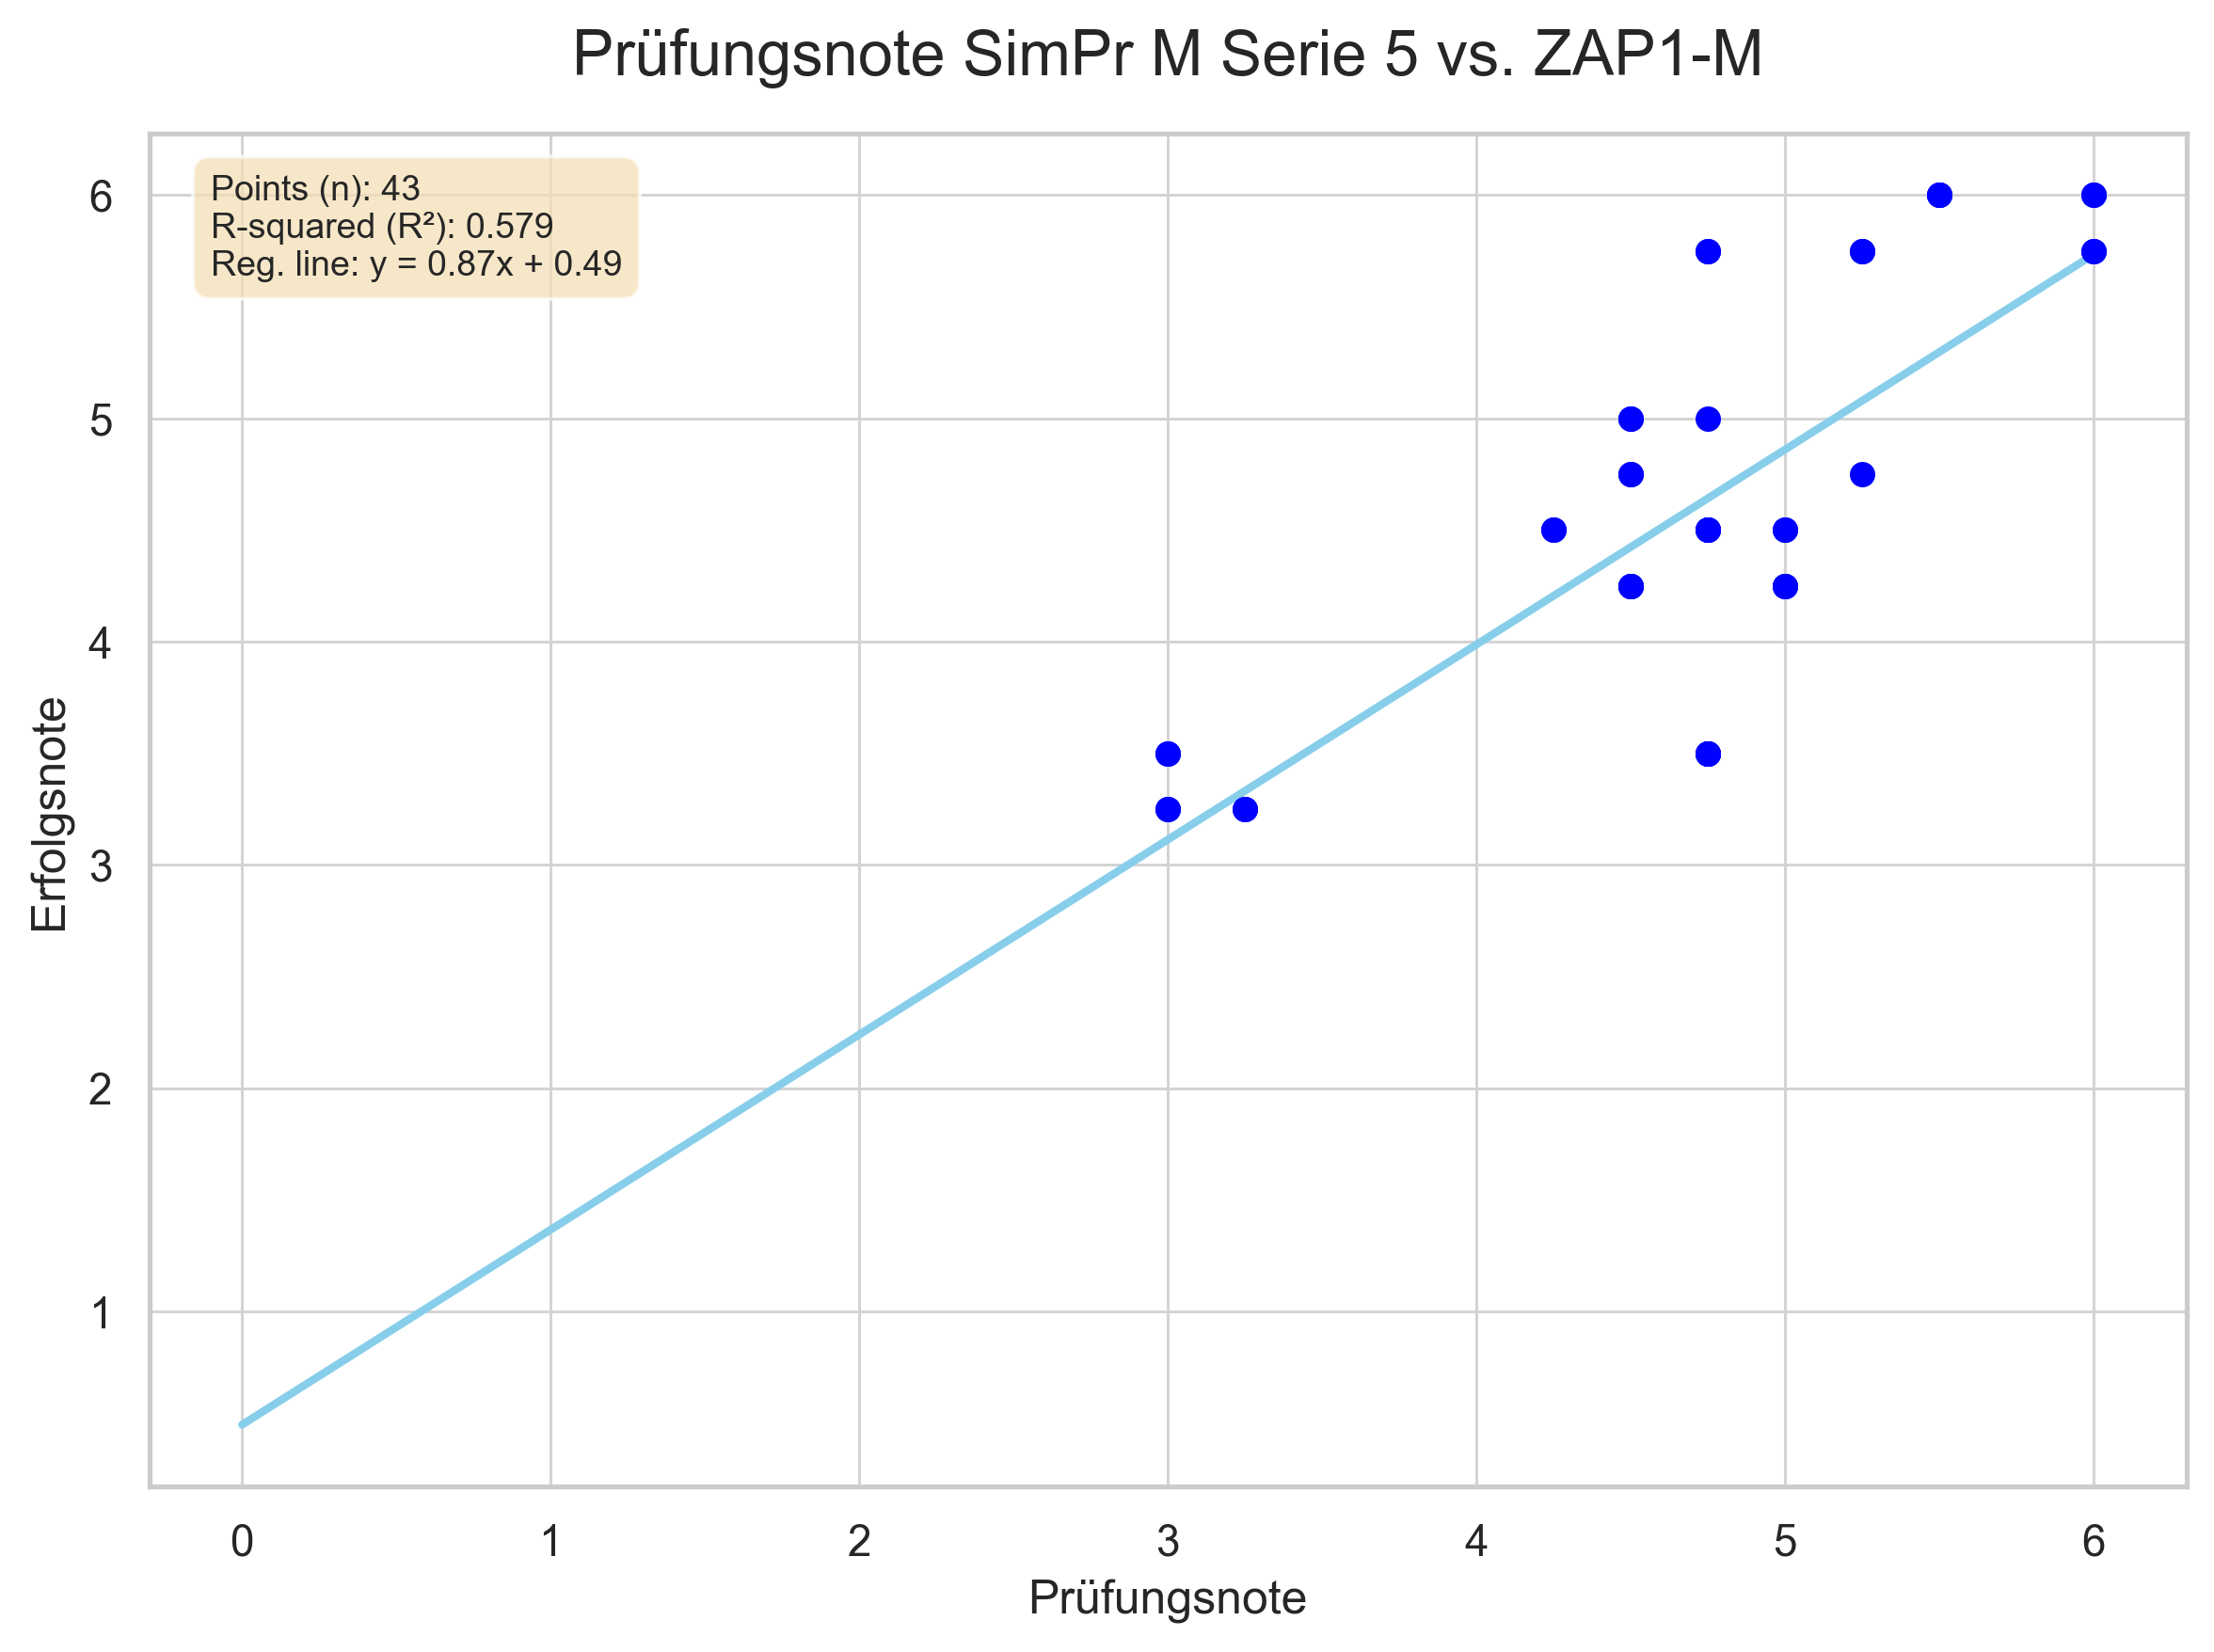 Prüfungsnote SimPr M Serie 5 vs. ZAP1-M
Points (n): 43
R-squared (R²): 0.579
Reg. line: y = 0.87x + 0.49
6
5
4
3
2
1
Erfolgsnote
0 1 2 3 4 5 6
Prüfungsnote